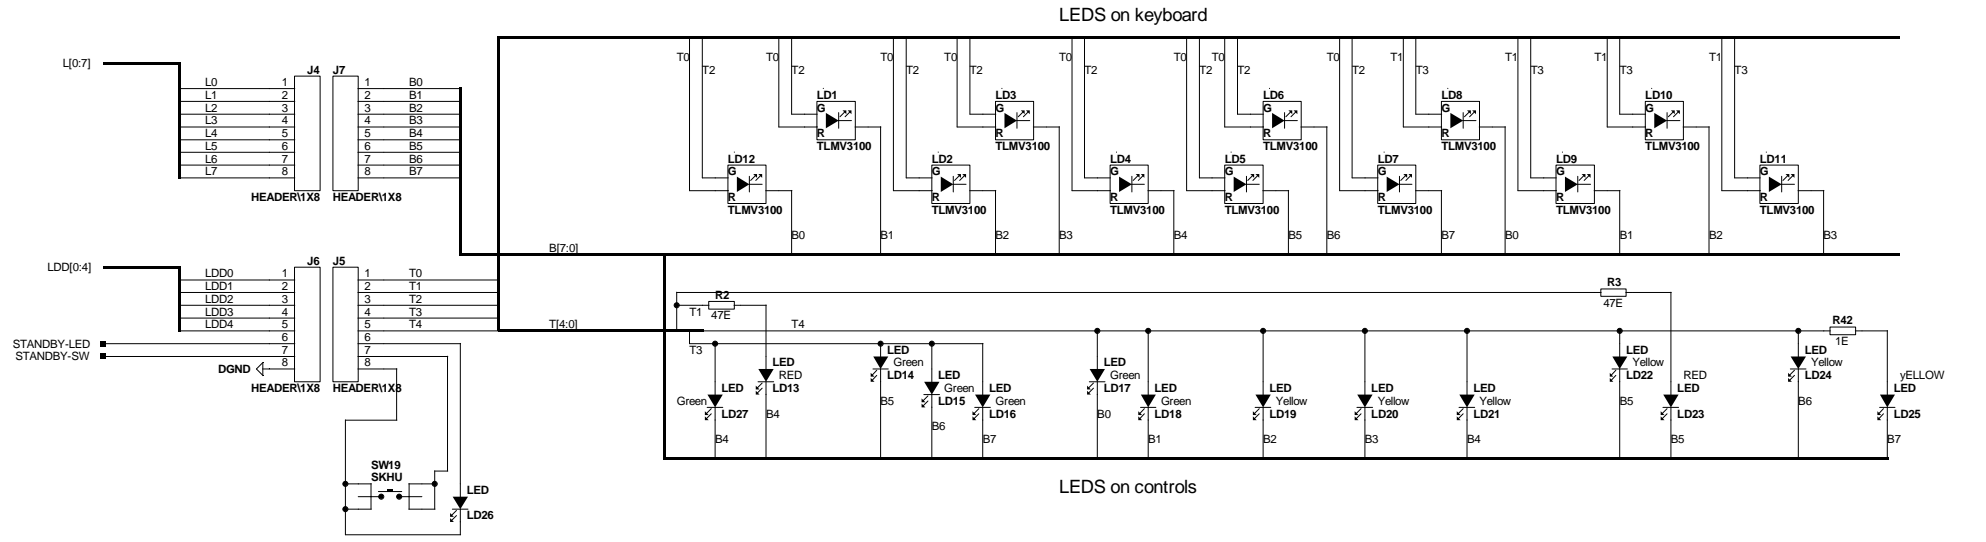 LEDS on keyboard
L[0:7]
J4 J7
L0 1 1 B0
L1 2 2 B1
L2 3 3 B2
L3 4 4 B3
L4 5 5 B4
L5 6 6 B5
L6 7 7 B6
L7 8 8 B7
HEADER\1X8 HEADER\1X8
T0 T0 T0 T0 T0 T0 T0 T0 T1 T1 T1 T1
T2 T2 T2 T2 T2 T2 T2 T2 T3 T3 T3 T3
LD1 LD3 LD6 LD8 LD10
G G G G G
R R R R R
TLMV3100 TLMV3100 TLMV3100 TLMV3100 TLMV3100
LD12 LD2 LD4 LD5 LD7 LD9 LD11
G G G G G G G
R R R R R R R
TLMV3100 TLMV3100 TLMV3100 TLMV3100 TLMV3100 TLMV3100 TLMV3100
B0 B1 B2 B3 B4 B5 B6 B7 B0 B1 B2 B3
B[7:0]
LDD[0:4]
J6 J5
LDD0 1 1 T0
LDD1 2 2 T1
LDD2 3 3 T2
LDD3 4 4 T3
LDD4 5 5 T4
STANDBY-LED 6 6
STANDBY-SW 7 7
DGND 8 8
HEADER\1X8 HEADER\1X8
T[4:0]
R2
47E
T1
T3
T4
R3
47E
R42
1E
LED
Green
LD27
B4
LED
RED
LD13
B4
LED
Green
LD14
B5
LED
Green
LD15
B6
LED
Green
LD16
B7
LED
Green
LD17
B0
LED
Green
LD18
B1
LED
Yellow
LD19
B2
LED
Yellow
LD20
B3
LED
Yellow
LD21
B4
LED
Yellow
LD22
B5
RED
LED
LD23
B5
LED
Yellow
LD24
B6
yELLOW
LED
LD25
B7
SW19
SKHU
LED
LD26
LEDS on controls